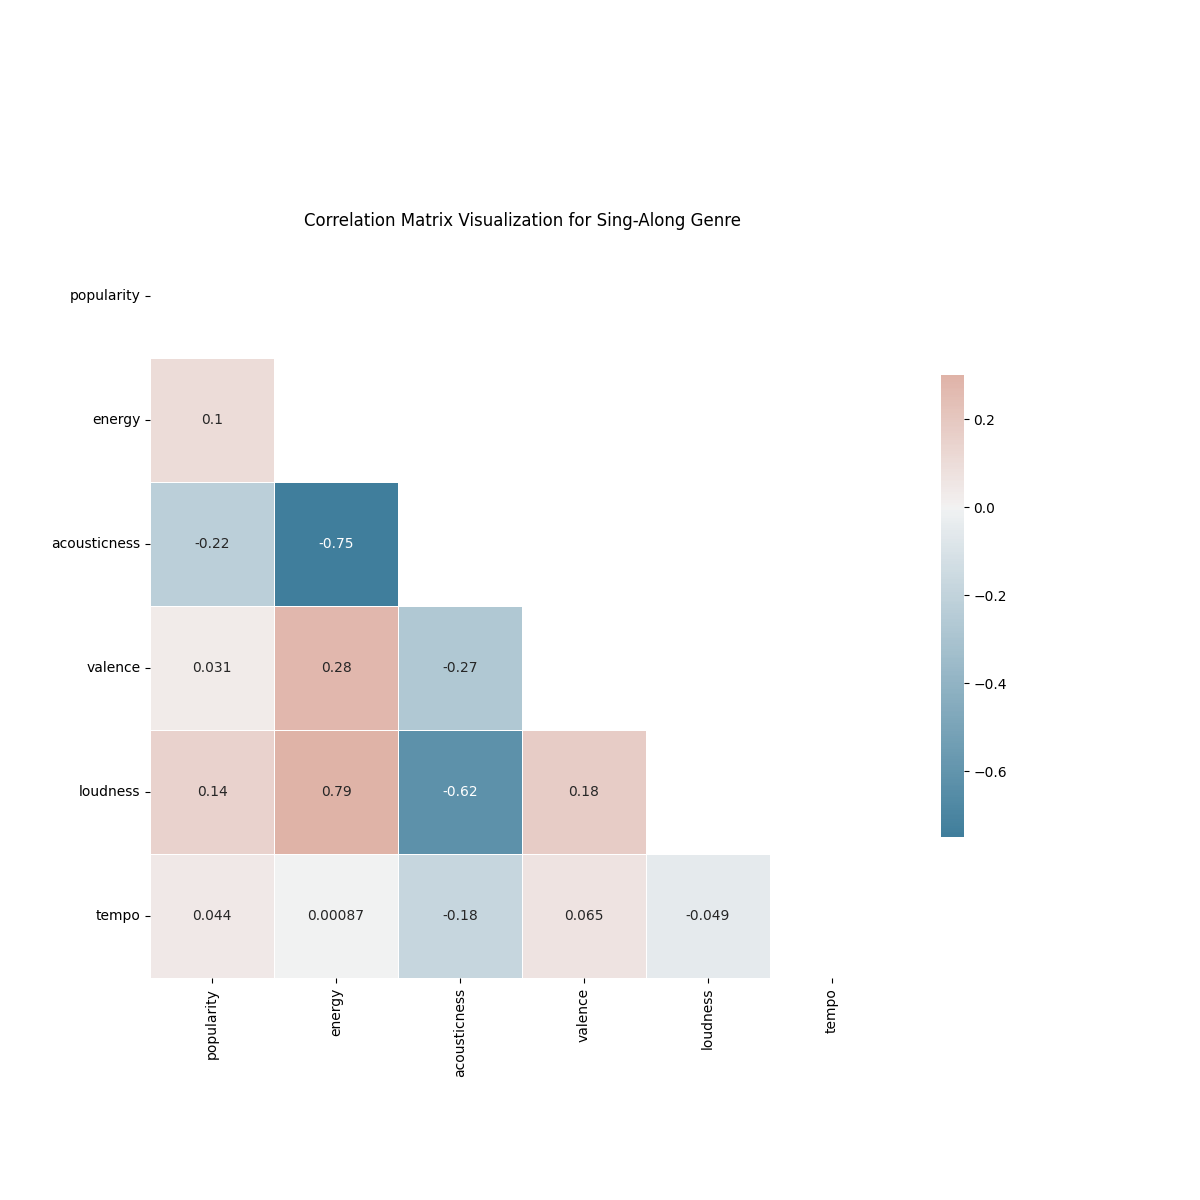 Correlation Matrix Visualization for Sing-Along Genre
popularity
energy 0.1
acousticness -0.22 -0.75
valence 0.031 0.28 -0.27
loudness 0.14 0.79 -0.62 0.18
tempo 0.044 0.00087 -0.18 0.065 -0.049
popularity energy acousticness valence loudness tempo
0.2
0.0
−0.2
−0.4
−0.6